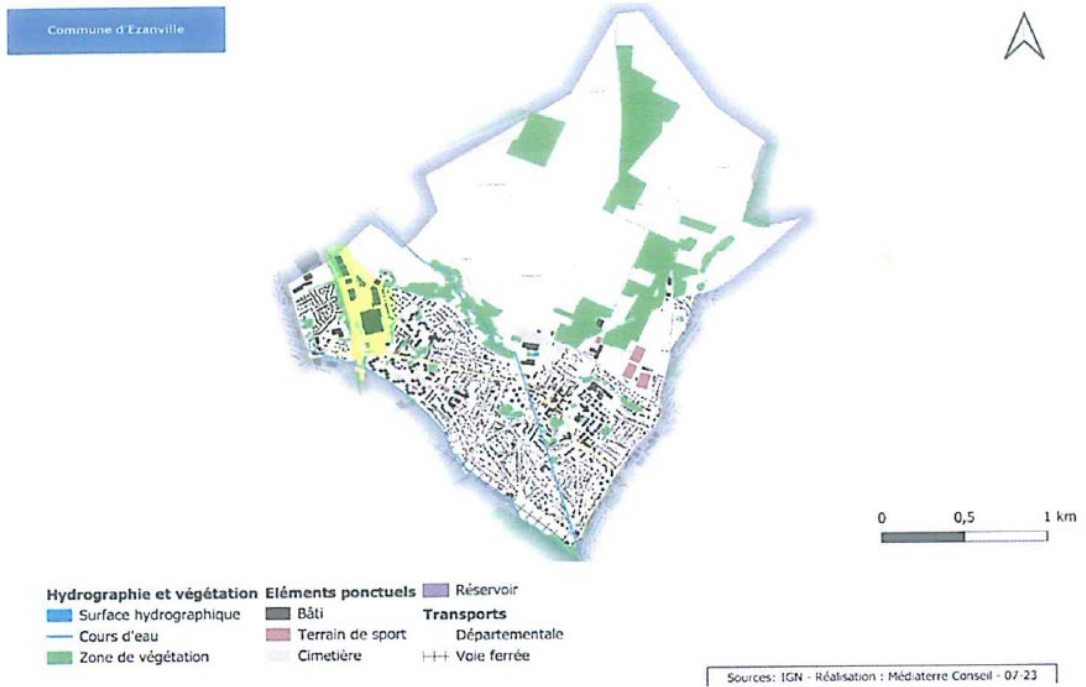 Commune d'Ezanville
0 0,5 1 km
Hydrographie et végétation
Surface hydrographique
Cours d'eau
Zone de végétation
Eléments ponctuels
Bâti
Terrain de sport
Cimetière
Réservoir
Transports
Départementale
Voie ferrée
Sources: IGN - Réalisation : Médiaterre Conseil - 07-23